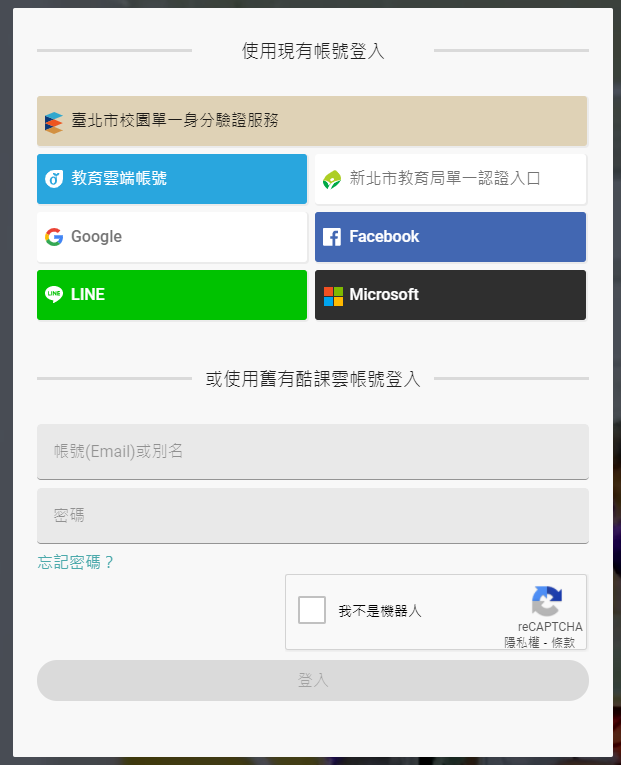 使用現有帳號登入
臺北市校園單一身分驗證服務
教育雲端帳號
新北市教育局單一認證入口
Google
Facebook
LINE
LINE
Microsoft
或使用舊有酷課雲帳號登入
帳號(Email)或別名
密碼
忘記密碼？
我不是機器人
reCAPTCHA
隱私權 - 條款
登入